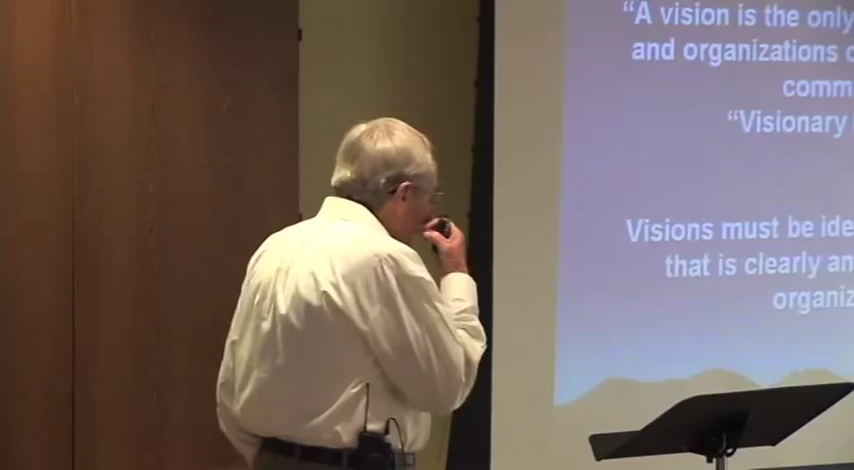 “A vision is the only
and organizations
comm
“Visionary
Visions must be ide
that is clearly an
organiz